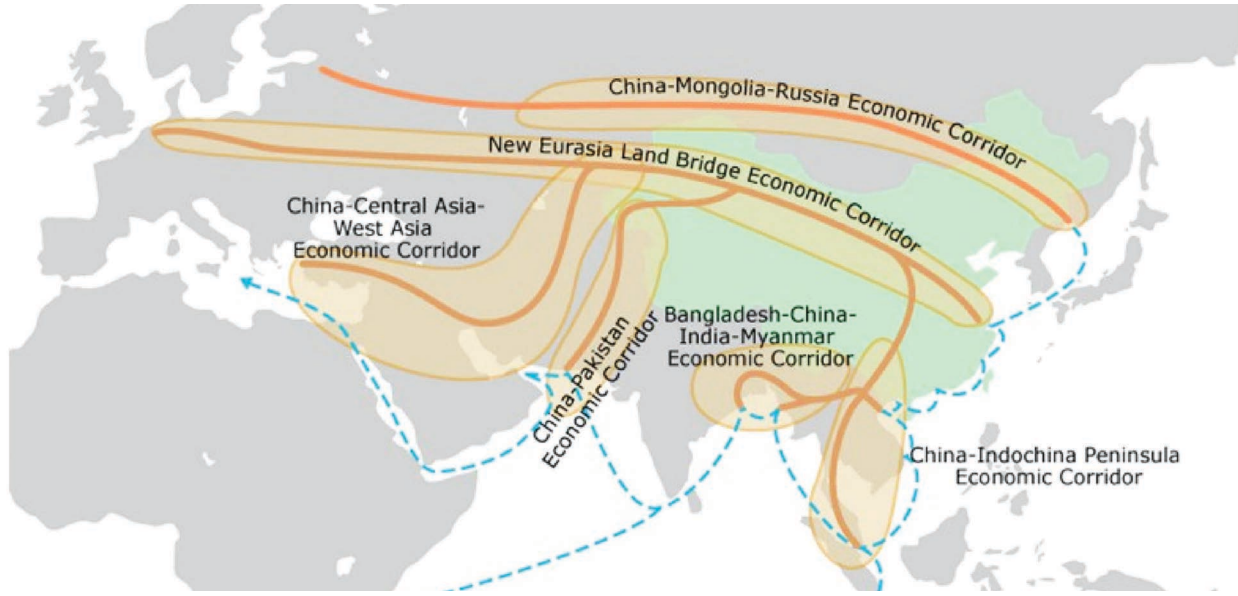 China-Mongolia-Russia Economic Corridor
New Eurasia Land Bridge Economic Corridor
China-Central Asia-
West Asia
Economic Corridor
China-Pakistan
Economic Corridor
Bangladesh-China-
India-Myanmar
Economic Corridor
China-Indochina Peninsula
Economic Corridor